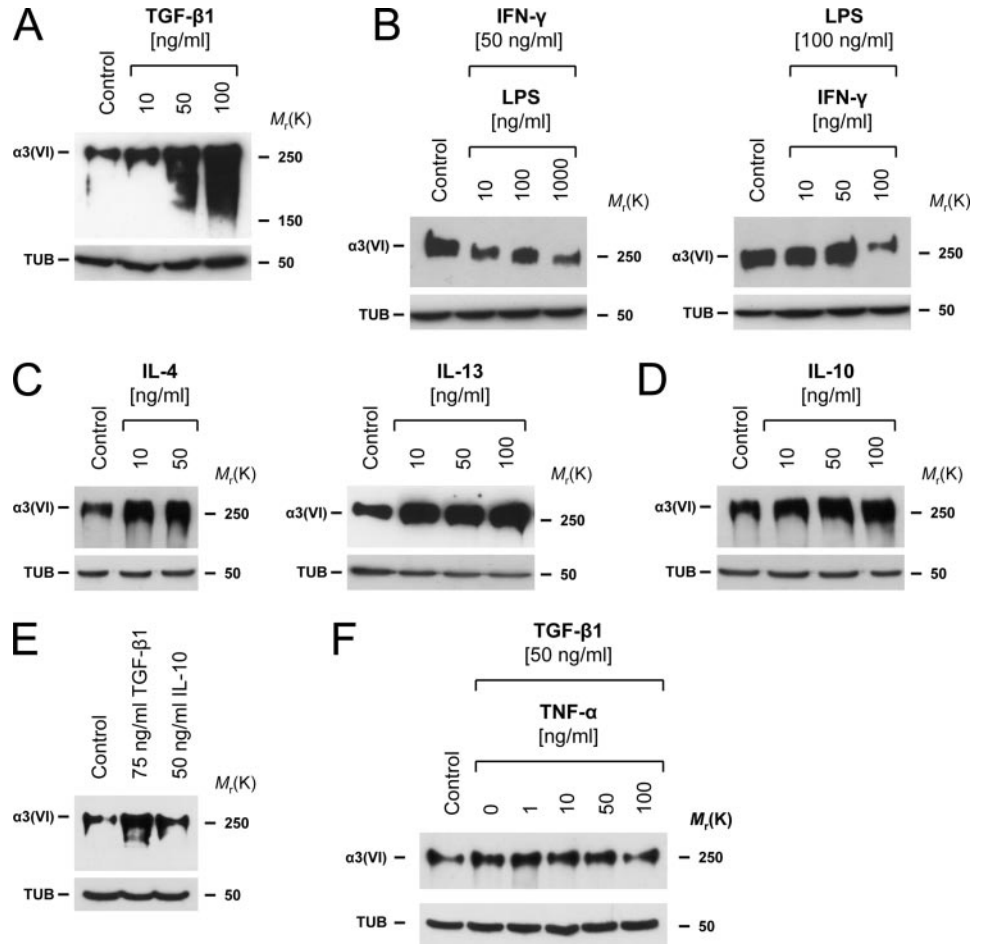 A
TGF-β1
[ng/ml]
Control
10
50
100
Mr(K)
α3(VI)
250
150
TUB
50
B
IFN-γ
[50 ng/ml]
LPS
[ng/ml]
Control
10
100
1000
Mr(K)
α3(VI)
250
TUB
50
LPS
[100 ng/ml]
IFN-γ
[ng/ml]
Control
10
50
100
Mr(K)
α3(VI)
250
TUB
50
C
IL-4
[ng/ml]
Control
10
50
Mr(K)
α3(VI)
250
TUB
50
IL-13
[ng/ml]
Control
10
50
100
Mr(K)
α3(VI)
250
TUB
50
D
IL-10
[ng/ml]
Control
10
50
100
Mr(K)
α3(VI)
250
TUB
50
E
Control
75 ng/ml TGF-β1
50 ng/ml IL-10
Mr(K)
α3(VI)
250
TUB
50
F
TGF-β1
[50 ng/ml]
TNF-α
[ng/ml]
Control
0
1
10
50
100
Mr(K)
α3(VI)
250
TUB
50